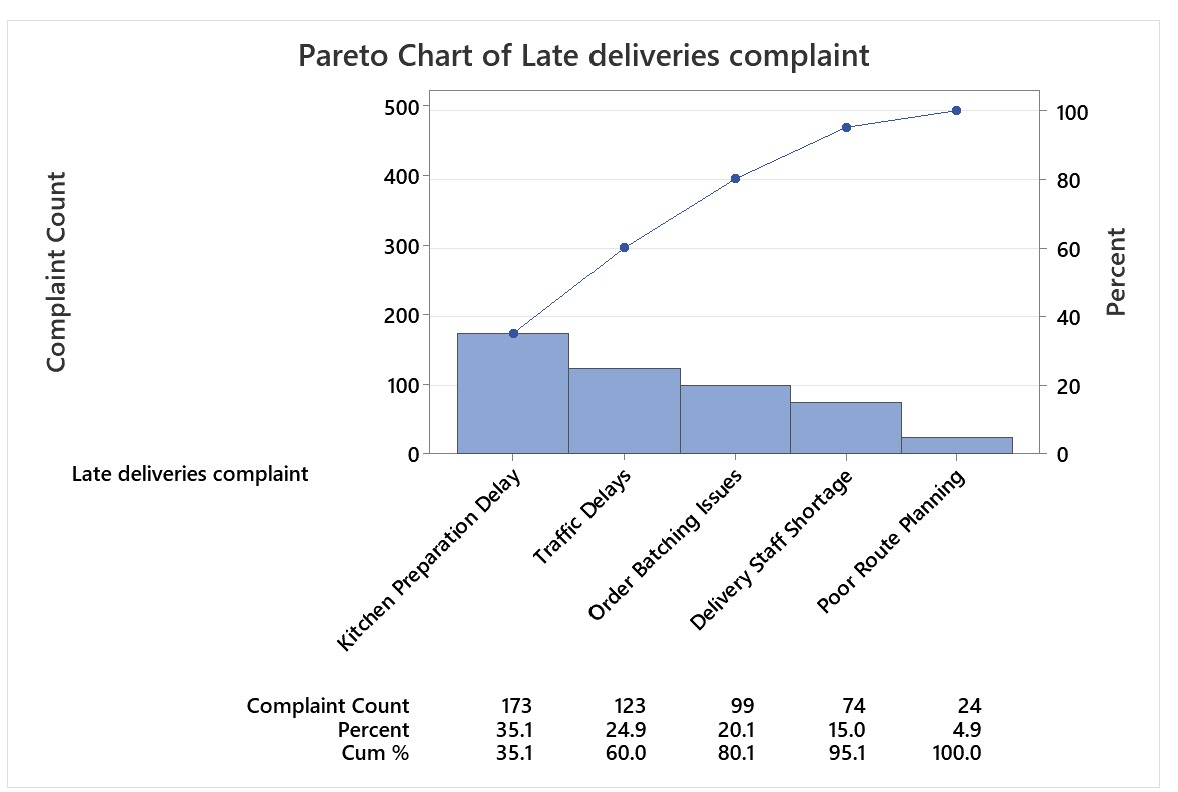 Pareto Chart of Late deliveries complaint
Complaint Count
500
400
300
200
100
0
100
80
60
40
20
0
Percent
Late deliveries complaint
Kitchen Preparation Delay
Traffic Delays
Order Batching Issues
Delivery Staff Shortage
Poor Route Planning
Complaint Count 173 123 99 74 24
Percent 35.1 24.9 20.1 15.0 4.9
Cum % 35.1 60.0 80.1 95.1 100.0